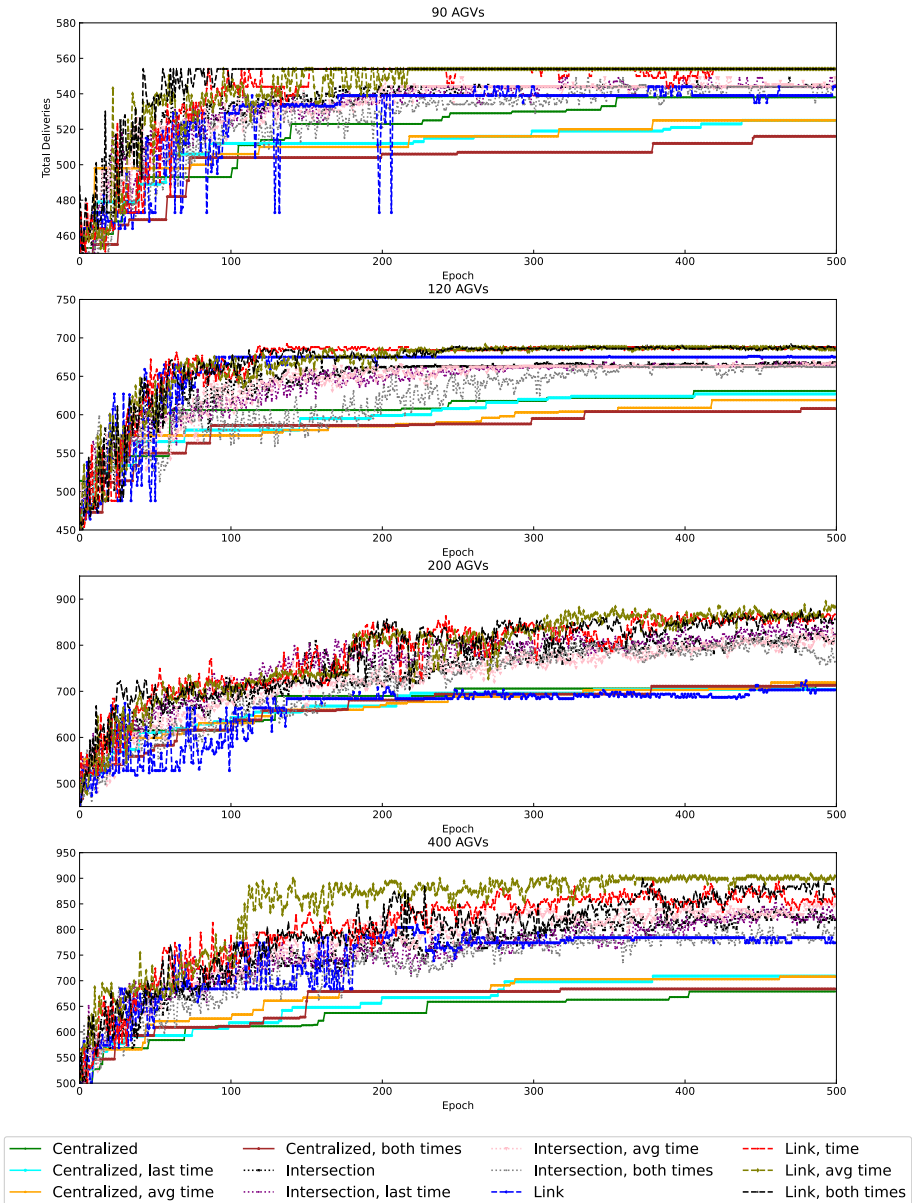 90 AGVs
580
560
540
520
500
480
460
Total Deliveries
0 100 200 300 400 500
Epoch
120 AGVs
750
700
650
600
550
500
450
0 100 200 300 400 500
Epoch
200 AGVs
900
800
700
600
500
0 100 200 300 400 500
Epoch
400 AGVs
950
900
850
800
750
700
650
600
550
500
0 100 200 300 400 500
Epoch
Centralized Centralized, both times Intersection, avg time Link, time
Centralized, last time Intersection Intersection, both times Link, avg time
Centralized, avg time Intersection, last time Link Link, both times